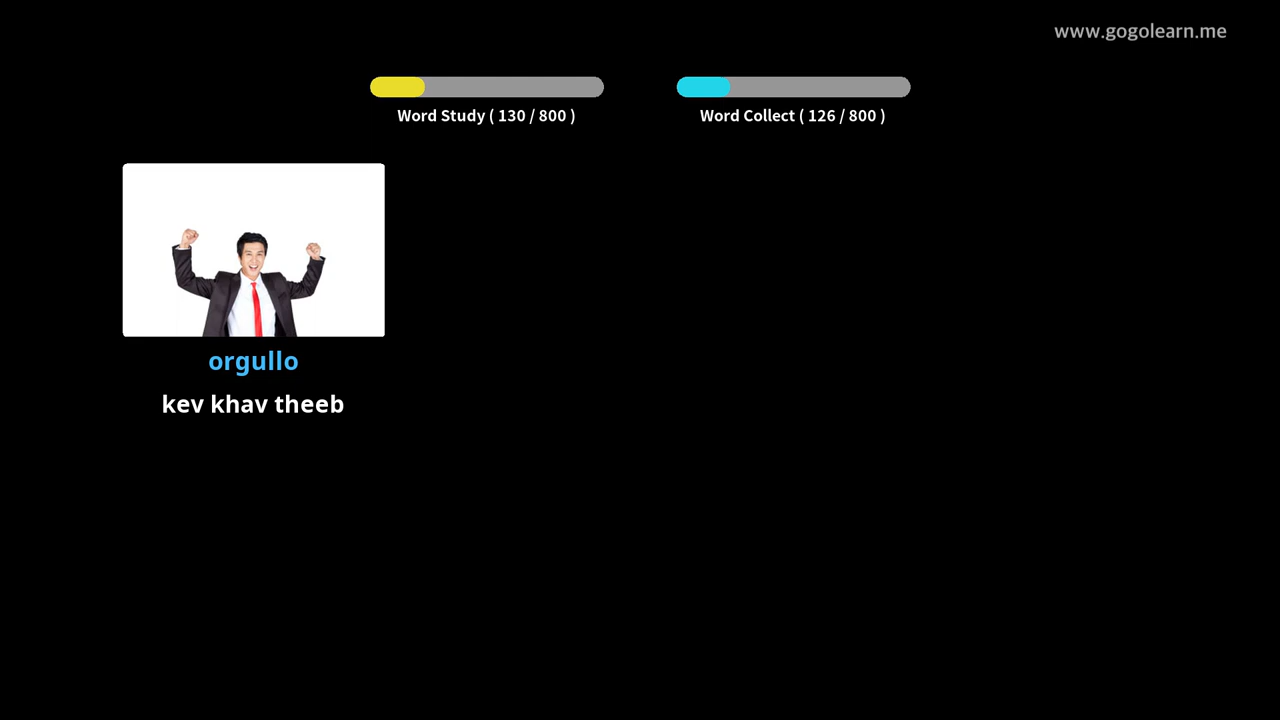 www.gogolearn.me
Word Study ( 130 / 800 )
Word Collect ( 126 / 800 )
orgullo
kev khav theeb